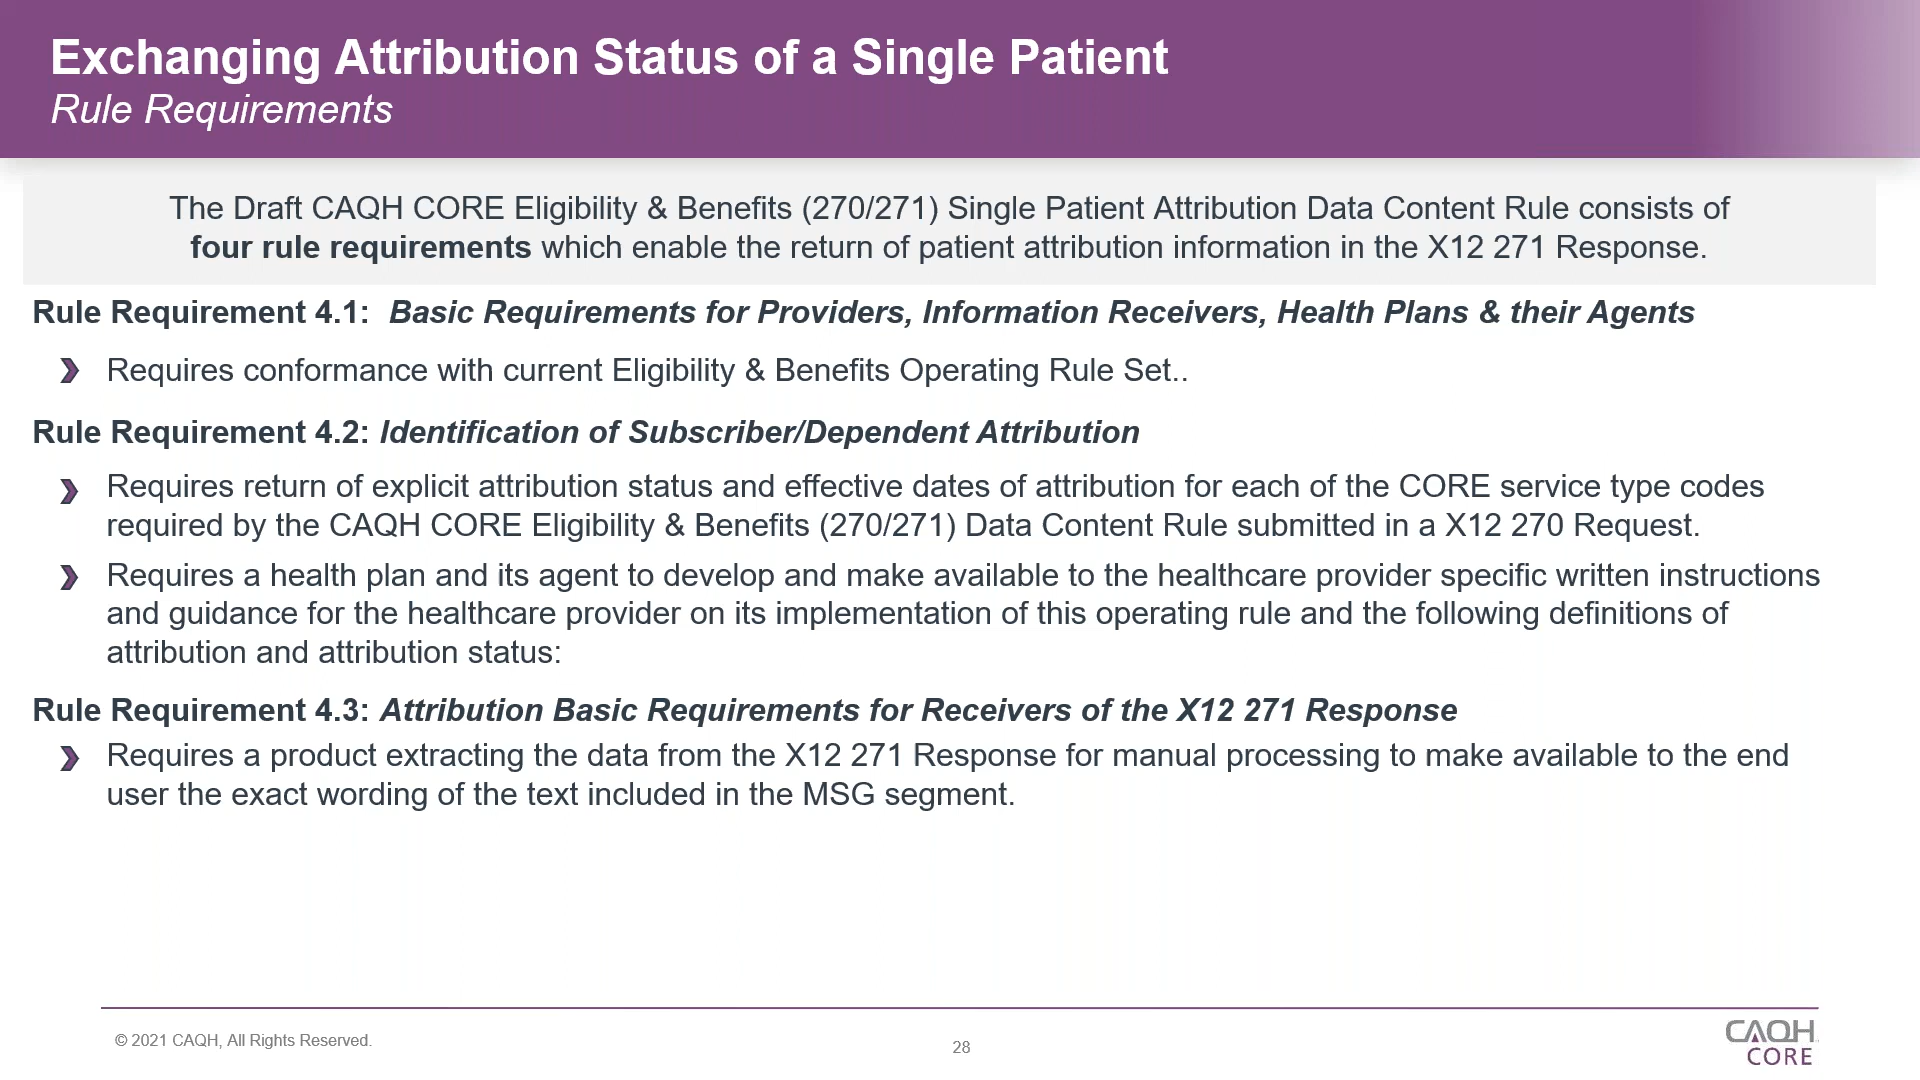 Exchanging Attribution Status of a Single Patient
Rule Requirements
The Draft CAQH CORE Eligibility & Benefits (270/271) Single Patient Attribution Data Content Rule consists of
four rule requirements which enable the return of patient attribution information in the X12 271 Response.
Rule Requirement 4.1: Basic Requirements for Providers, Information Receivers, Health Plans & their Agents
Requires conformance with current Eligibility & Benefits Operating Rule Set..
Rule Requirement 4.2: Identification of Subscriber/Dependent Attribution
Requires return of explicit attribution status and effective dates of attribution for each of the CORE service type codes
required by the CAQH CORE Eligibility & Benefits (270/271) Data Content Rule submitted in a X12 270 Request.
Requires a health plan and its agent to develop and make available to the healthcare provider specific written instructions
and guidance for the healthcare provider on its implementation of this operating rule and the following definitions of
attribution and attribution status:
Rule Requirement 4.3: Attribution Basic Requirements for Receivers of the X12 271 Response
Requires a product extracting the data from the X12 271 Response for manual processing to make available to the end
user the exact wording of the text included in the MSG segment.
© 2021 CAQH, All Rights Reserved.
28
CAQH
CORE